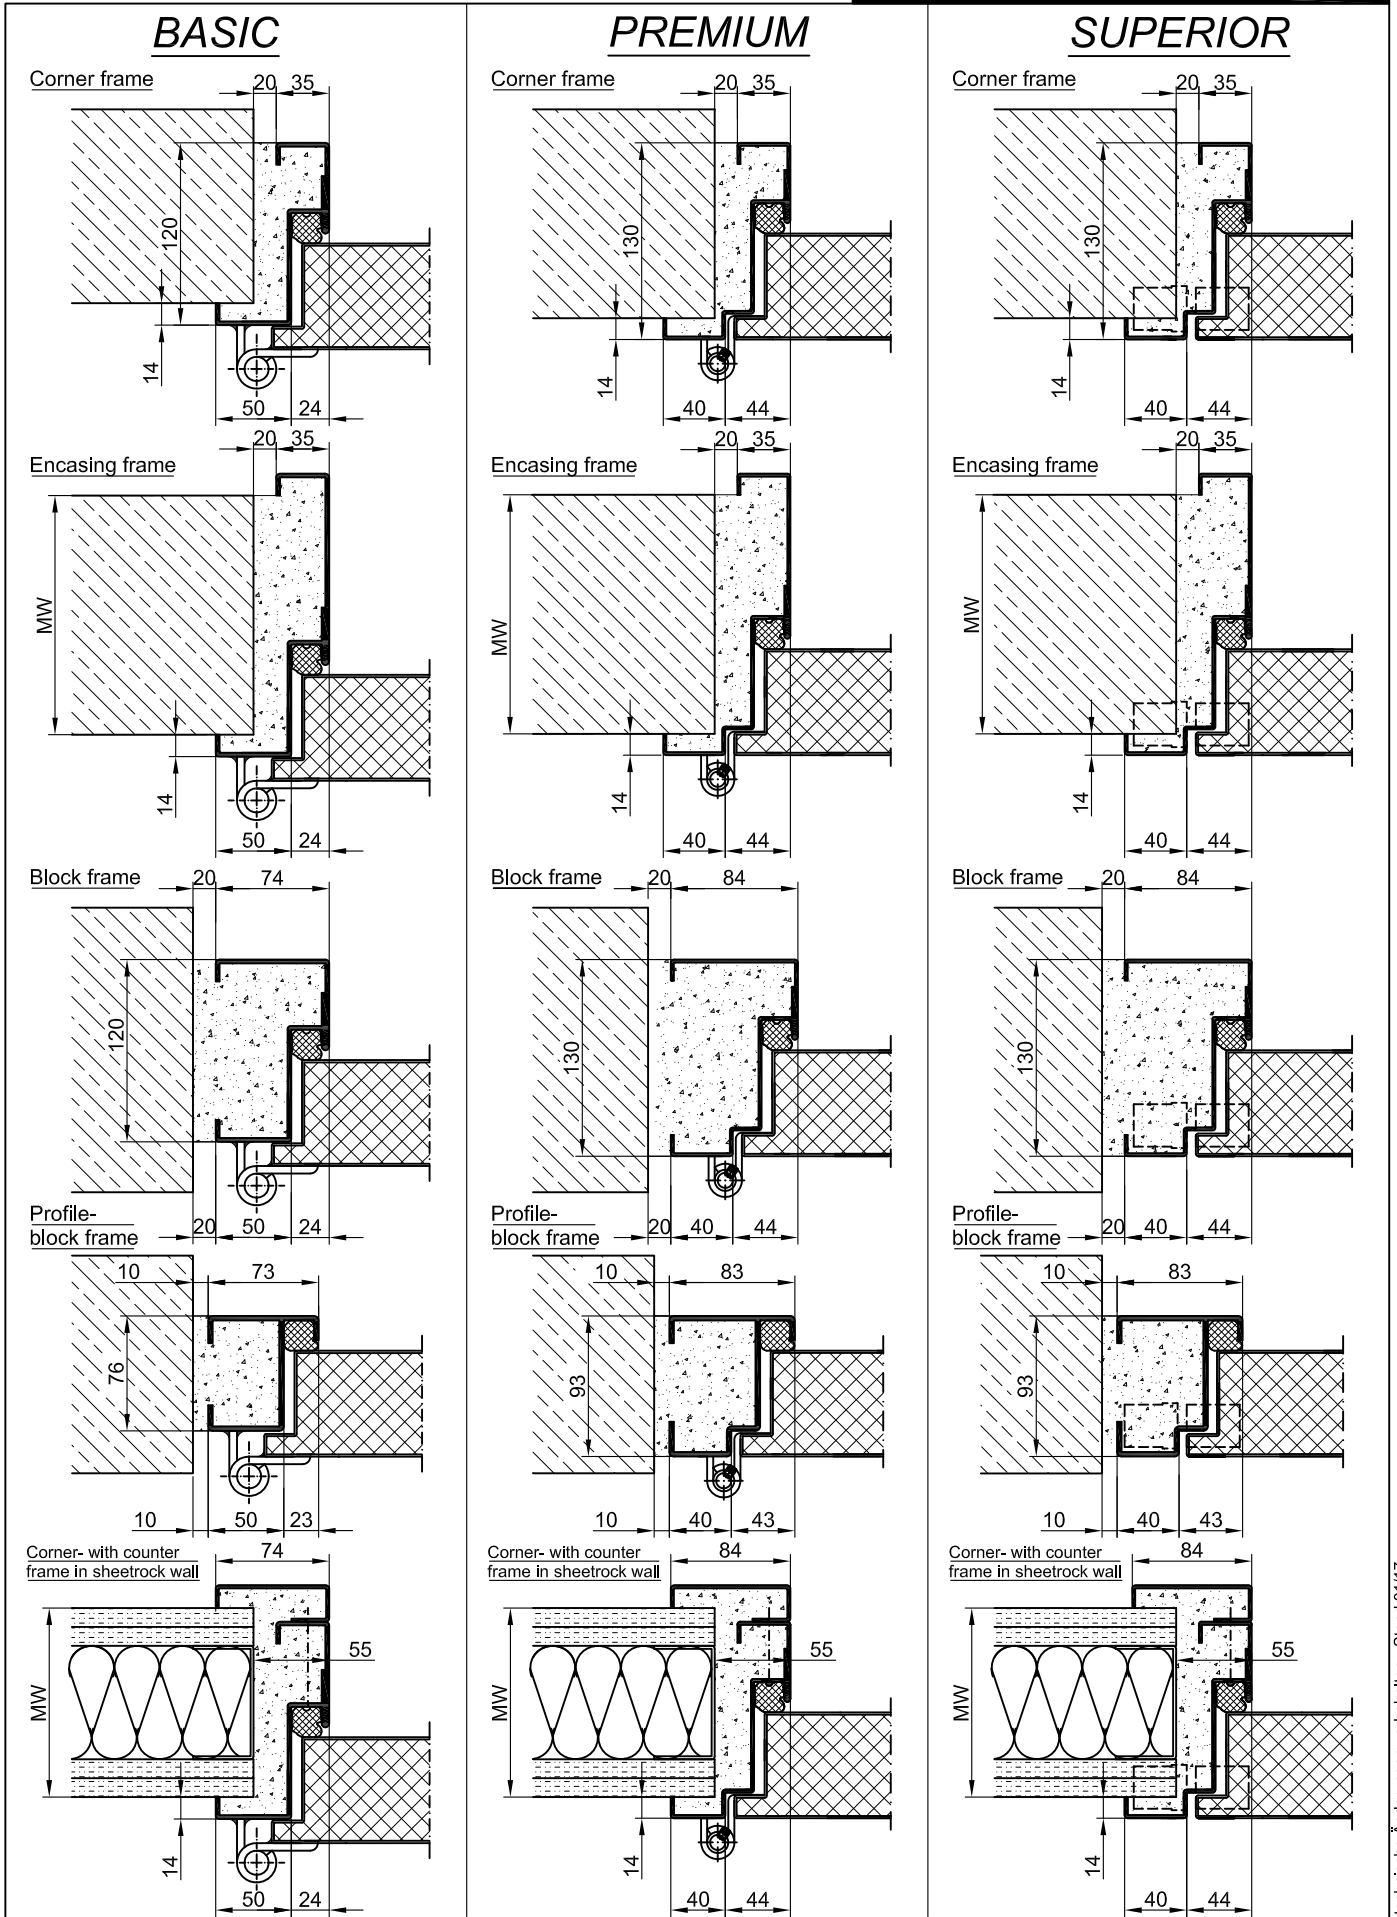 BASIC
Corner frame
20 35
120
14
50 24
Encasing frame
20 35
MW
14
50 24
Block frame
20 74
120
20 50 24
Profile-
block frame
10 73
76
10 50 23
Corner- with counter
frame in sheetrock wall
74
MW
55
14
50 24
PREMIUM
Corner frame
20 35
130
14
40 44
Encasing frame
20 35
MW
14
40 44
Block frame
20 84
130
20 40 44
Profile-
block frame
10 83
93
10 40 43
Corner- with counter
frame in sheetrock wall
84
MW
55
14
40 44
SUPERIOR
Corner frame
20 35
130
14
40 44
Encasing frame
20 35
MW
14
40 44
Block frame
20 84
130
20 40 44
Profile-
block frame
10 83
93
10 40 43
Corner- with counter
frame in sheetrock wall
84
MW
55
14
40 44